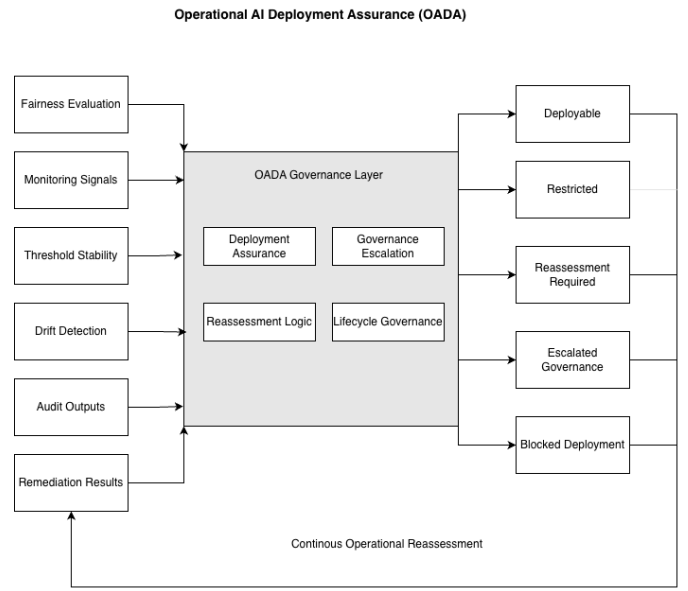 Operational AI Deployment Assurance (OADA)
Fairness Evaluation
Monitoring Signals
Threshold Stability
Drift Detection
Audit Outputs
Remediation Results
OADA Governance Layer
Deployment
Assurance
Governance
Escalation
Reassessment Logic
Lifecycle Governance
Deployable
Restricted
Reassessment
Required
Escalated
Governance
Blocked Deployment
Continous Operational Reassessment